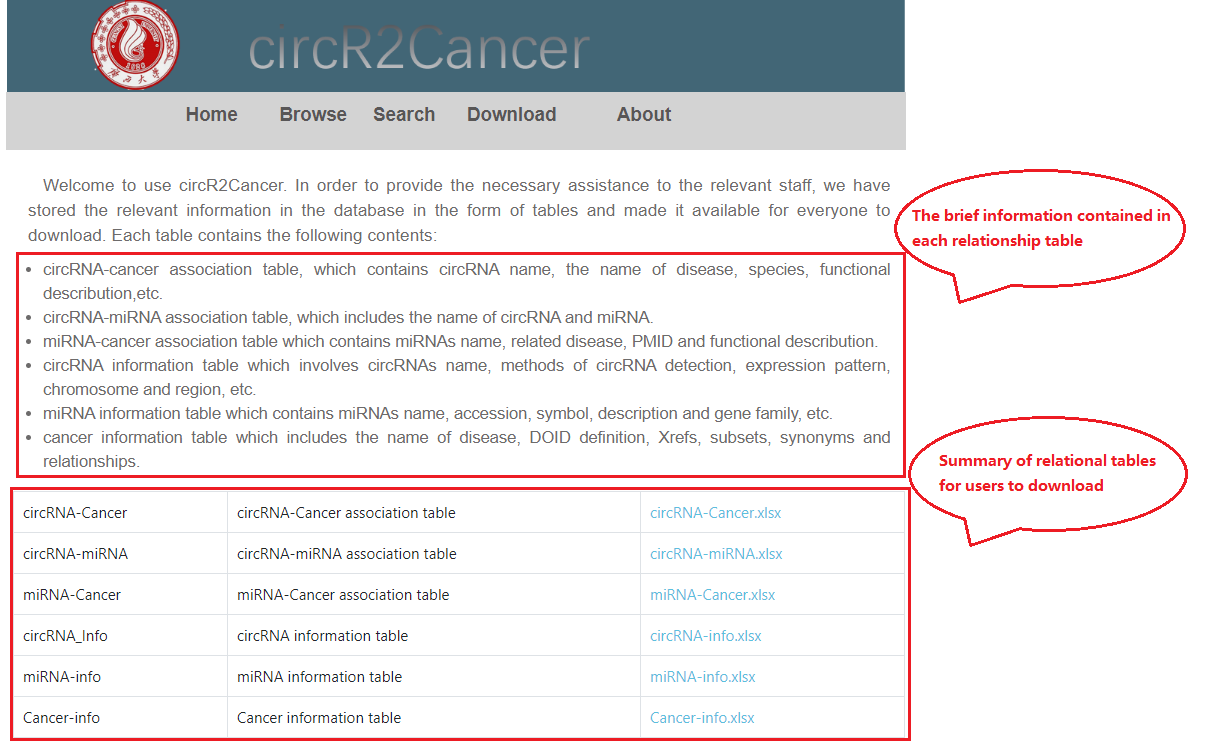 circR2Cancer
Home Browse Search Download About
Welcome to use circR2Cancer. In order to provide the necessary assistance to the relevant staff, we have
stored the relevant information in the database in the form of tables and made it available for everyone to
download. Each table contains the following contents:
The brief information contained in
each relationship table
• circRNA-cancer association table, which contains circRNA name, the name of disease, species, functional
describution,etc.
• circRNA-miRNA association table, which includes the name of circRNA and miRNA.
• miRNA-cancer association table which contains miRNAs name, related disease, PMID and functional describution.
• circRNA information table which involves circRNAs name, methods of circRNA detection, expression pattern,
chromosome and region, etc.
• miRNA information table which contains miRNAs name, accession, symbol, description and gene family, etc.
• cancer information table which includes the name of disease, DOID definition, Xrefs, subsets, synonyms and
relationships.
Summary of relational tables
for users to download
circRNA-Cancer circRNA-Cancer association table circRNA-Cancer.xlsx
circRNA-miRNA circRNA-miRNA association table circRNA-miRNA.xlsx
miRNA-Cancer miRNA-Cancer association table miRNA-Cancer.xlsx
circRNA_Info circRNA information table circRNA-info.xlsx
miRNA-info miRNA information table miRNA-info.xlsx
Cancer-info Cancer information table Cancer-info.xlsx